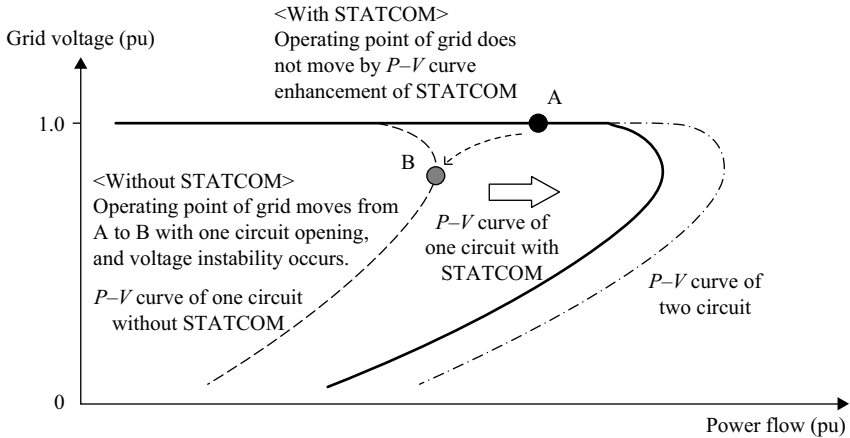 <With STATCOM>
Operating point of grid does
not move by P–V curve
enhancement of STATCOM
Grid voltage (pu)
A
1.0
B
<Without STATCOM>
Operating point of grid moves from
A to B with one circuit opening,
and voltage instability occurs.
P–V curve of
one circuit with
STATCOM
P–V curve of one circuit
without STATCOM
P–V curve of
two circuit
0
Power flow (pu)